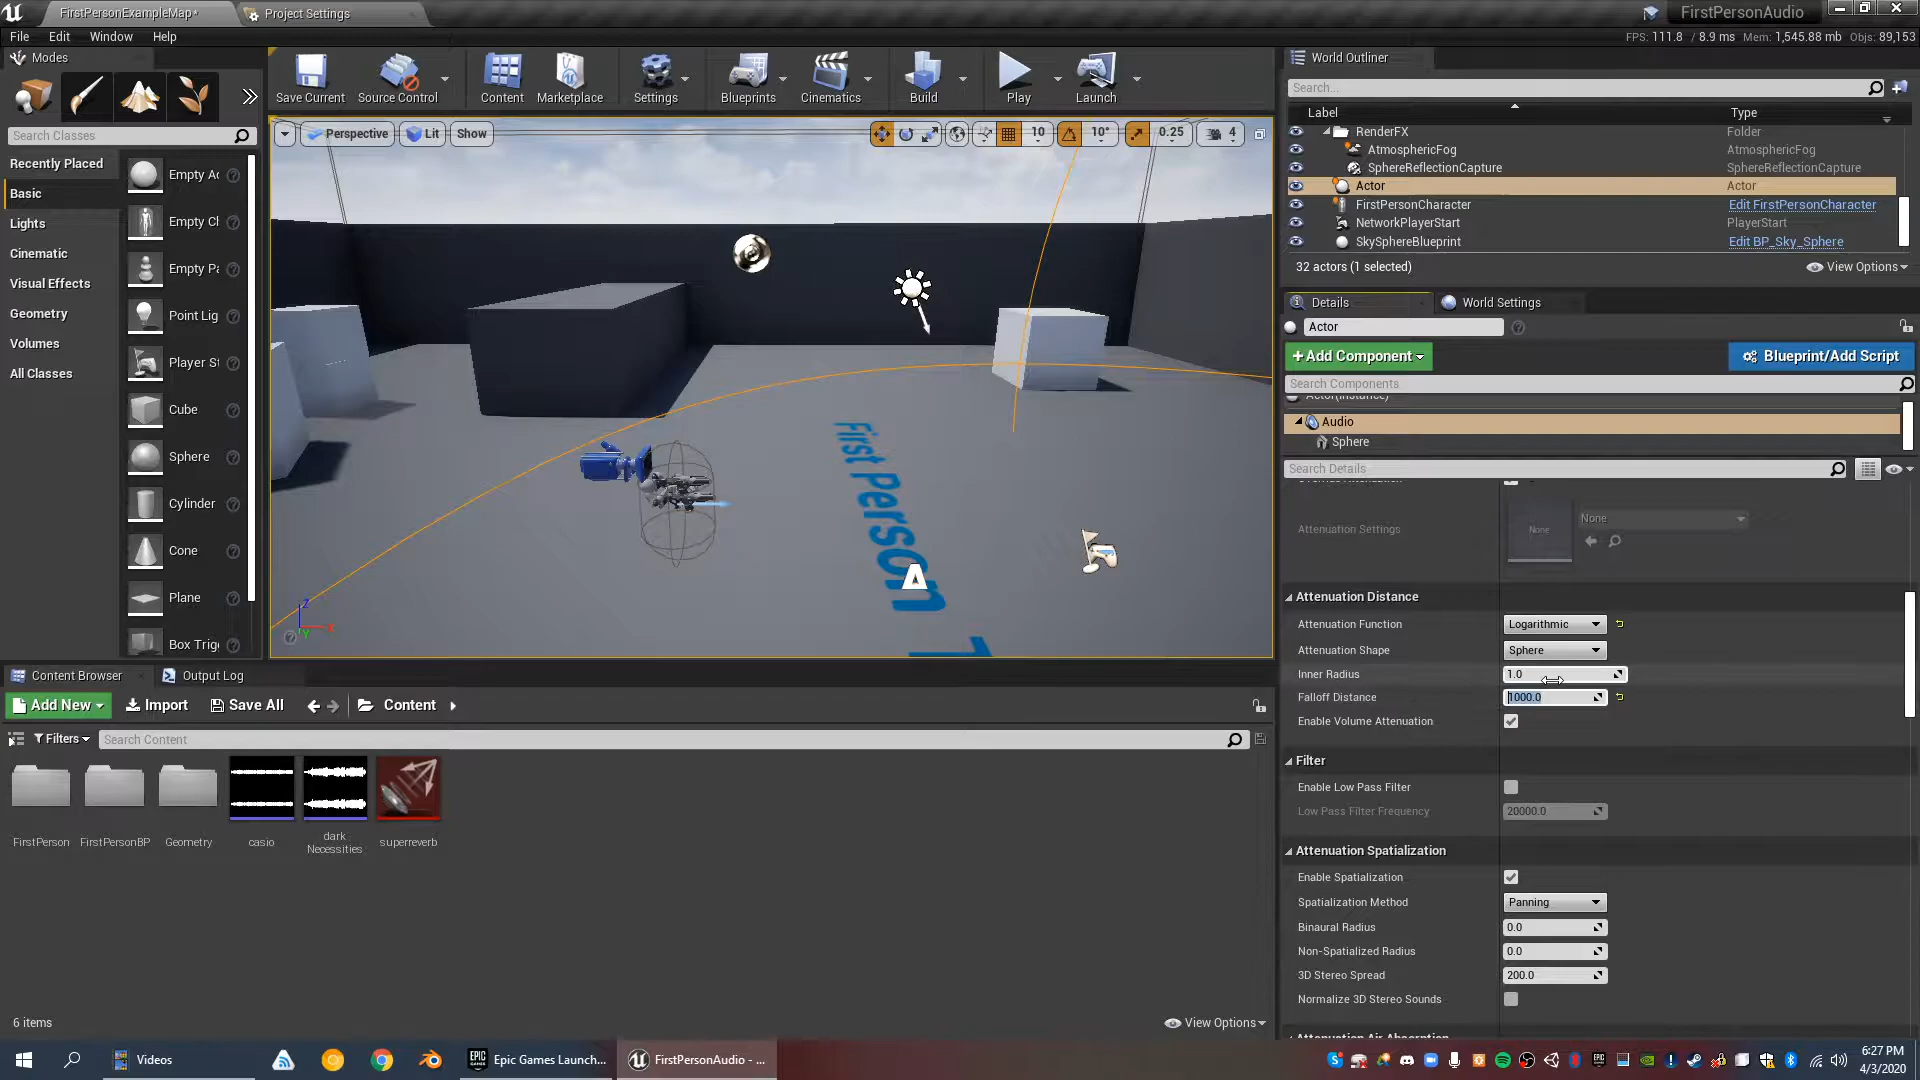 FirstPersonExampleMap*
Project Settings
FirstPersonAudio
File Edit Window Help
FPS: 111.8 / 8.9 ms Mem: 1,545.88 mb Objs: 89,153
Modes
Search Classes
Recently Placed
Basic
Lights
Cinematic
Visual Effects
Geometry
Volumes
All Classes
Empty Ac
Empty Ch
Empty Pa
Point Lig
Player St
Cube
Sphere
Cylinder
Cone
Plane
Box Trigg
Save Current
Source Control
Content
Marketplace
Settings
Blueprints
Cinematics
Build
Play
Launch
Perspective
Lit
Show
10
10°
0.25
4
First Person
A
T
Z
X
Y
World Outliner
Search...
Label Type
RenderFX Folder
AtmosphericFog AtmosphericFog
SphereReflectionCapture SphereReflectionCapture
Actor Actor
FirstPersonCharacter Edit FirstPersonCharacter
NetworkPlayerStart PlayerStart
SkySphereBlueprint Edit BP_Sky_Sphere
32 actors (1 selected)
View Options
Details
World Settings
Actor
+Add Component
Blueprint/Add Script
Search Components
Actor(Instance)
Audio
Sphere
Search Details
Override Attenuation
Attenuation Settings
None
None
Attenuation Distance
Attenuation Function Logarithmic
Attenuation Shape Sphere
Inner Radius 1.0
Falloff Distance 1000.0
Enable Volume Attenuation
Filter
Enable Low Pass Filter
Low Pass Filter Frequency 20000.0
Attenuation Spatialization
Enable Spatialization
Spatialization Method Panning
Binaural Radius 0.0
Non-Spatialized Radius 0.0
3D Stereo Spread 200.0
Normalize 3D Stereo Sounds
Attenuation Air Absorption
Content Browser
Output Log
Add New
Import
Save All
Content
Filters
Search Content
FirstPerson
FirstPersonBP
Geometry
casio
dark
Necessities
superreverb
6 items
View Options
Videos
Epic Games Launch...
FirstPersonAudio - ...
6:27 PM
4/3/2020